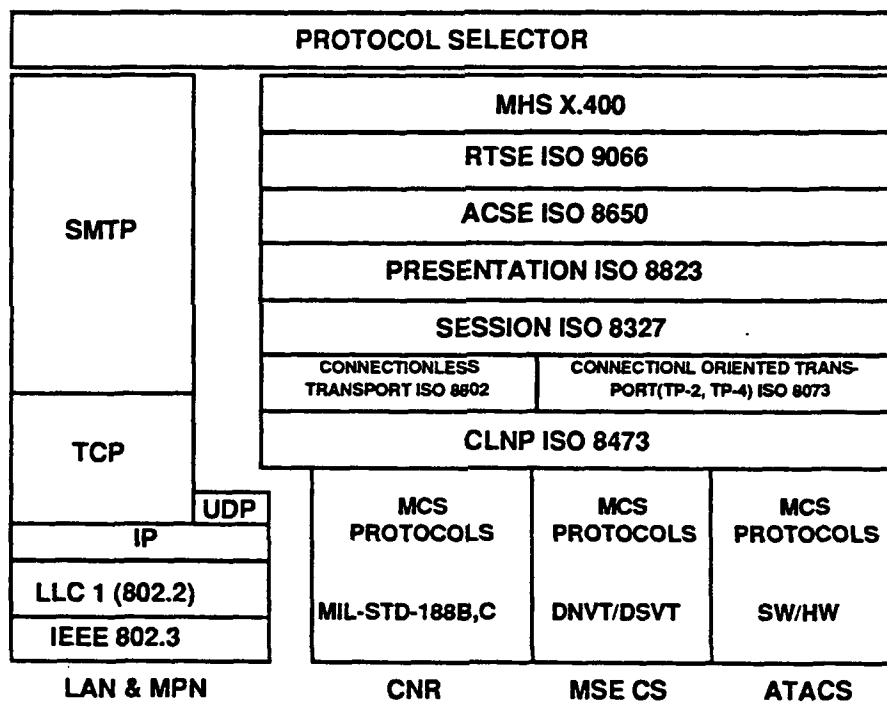 PROTOCOL SELECTOR
SMTP
TCP
UDP
IP
LLC 1 (802.2)
IEEE 802.3
LAN & MPN
MHS X.400
RTSE ISO 9066
ACSE ISO 8650
PRESENTATION ISO 8823
SESSION ISO 8327
CONNECTIONLESS
TRANSPORT ISO 8602
CONNECTIONL ORIENTED TRANS-
PORT(TP-2, TP-4) ISO 8073
CLNP ISO 8473
MCS
PROTOCOLS
MIL-STD-188B,C
CNR
MCS
PROTOCOLS
DNVT/DSVT
MSE CS
MCS
PROTOCOLS
SW/HW
ATACS